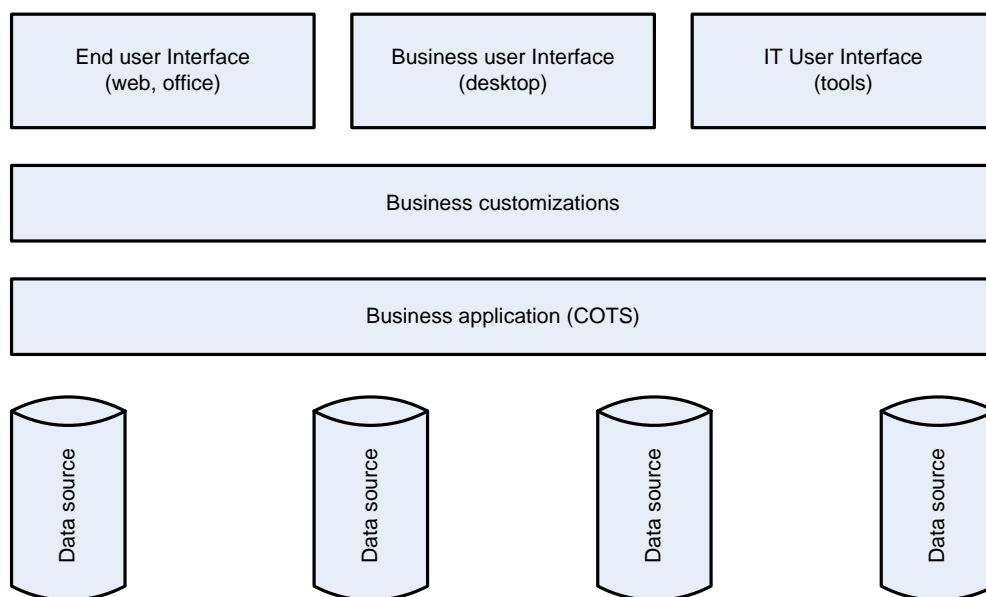 End user Interface
(web, office)
Business user Interface
(desktop)
IT User Interface
(tools)
Business customizations
Business application (COTS)
Data source
Data source
Data source
Data source